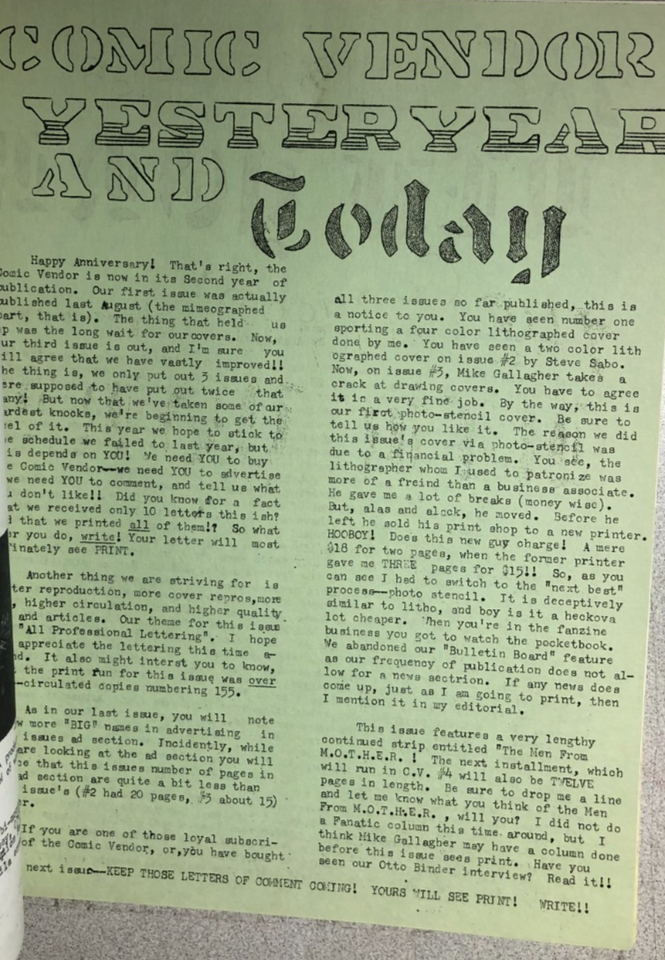 COMIC VENDOR
YESTERYEAR
AND Today
Happy Anniversary! That's right, the
Comic Vendor is now in its Second year of
publication. Our first issue was actually
published last August (the mimeographed
part, that is). The thing that held us
up was the long wait for our covers. Now,
our third issue is out, and I'm sure you
will agree that we have vastly improved!!
The thing is, we only put out 3 issues and
are supposed to have put out twice that
many! But now that we've taken some of our
hardest knooks, we're beginning to get the
feel of it. This year we hope to stick to
the schedule we failed to last year, but
is depends on YOU! We need YOU to buy
the Comic Vendor--we need YOU to advertise
we need YOU to comment, and tell us what
you don't like!! Did you know for a fact
that we received only 10 letters this ish?
And that we printed all of them!? So what
ever you do, write! Your letter will most
inately see PRINT.
Another thing we are striving for is
better reproduction, more cover repros, more
, higher circulation, and higher quality
and articles. Our theme for this issue
"All Professional Lettering". I hope
appreciate the lettering this time a-
nd. It also might interst you to know,
the print fun for this issue was over
--circulated copies numbering 155.
As in our last issue, you will note
more "BIG" names in advertising in
issues ad section. Incidently, while
are looking at the ad section you will
ce that this issues number of pages in
ad section are quite a bit less than
issue's (#2 had 20 pages, #3 about 15)
r.
If you are one of those loyal subscri-
of the Comic Vendor, or, you have bought
all three issues so far published, this is
a notice to you. You have seen number one
sporting a four color lithographed cover
done by me. You have seen a two color lith
ographed cover on issue #2 by Steve Sabo.
Now, on issue #3, Mike Gallagher takes a
crack at drawing covers. You have to agree
it is a very fine job. By the way, this is
our first photo-stencil cover. Be sure to
tell us how you like it. The reason we did
this issue's cover via photo-stencil was
due to a financial problem. You see, the
lithographer whom I used to patronize was
more of a freind than a business associate.
He gave me a lot of breaks (money wise).
But, alas and alack, he moved. Before he
left he sold his print shop to a new printer.
HOOBOY! Does this new guy charge! A mere
$18 for two pages, when the former printer
gave me THREE pages for $15!! So, as you
can see I had to switch to the "next best"
process--photo stencil. It is deceptively
similar to litho, and boy is it a heckova
lot cheaper. When you're in the fanzine
business you got to watch the pocketbook.
We abandoned our "Bulletin Board" feature
as our frequency of publication does not al-
low for a news sectrion. If any news does
come up, just as I am going to print, then
I mention it in my editorial.
This issue features a very lengthy
continued strip entitled "The Men From
M.O.T.H.E.R. ! The next installment, which
will run in C.V. #4 will also be TWELVE
pages in length. Be sure to drop me a line
and let me know what you think of the Men
From M.O.T.H.E.R. , will you? I did not do
a Fanatic column this time around, but I
think Mike Gallagher may have a column done
before this issue sees print. Have you
seen our Otto Binder interview? Read it!!
next issue--KEEP THOSE LETTERS OF COMMENT COMING! YOURS WILL SEE PRINT! WRITE!!